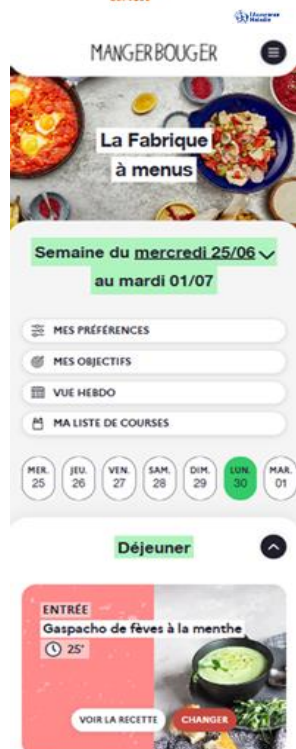 l'Assurance
Maladie
MANGERBOUGER
La Fabrique
à menus
Semaine du mercredi 25/06
au mardi 01/07
MES PRÉFÉRENCES
MES OBJECTIFS
VUE HEBDO
MA LISTE DE COURSES
MER. JEU. VEN. SAM. DIM. LUN. MAR.
25 26 27 28 29 30 01
Déjeuner
ENTRÉE
Gaspacho de fèves à la menthe
25'
VOIR LA RECETTE CHANGER